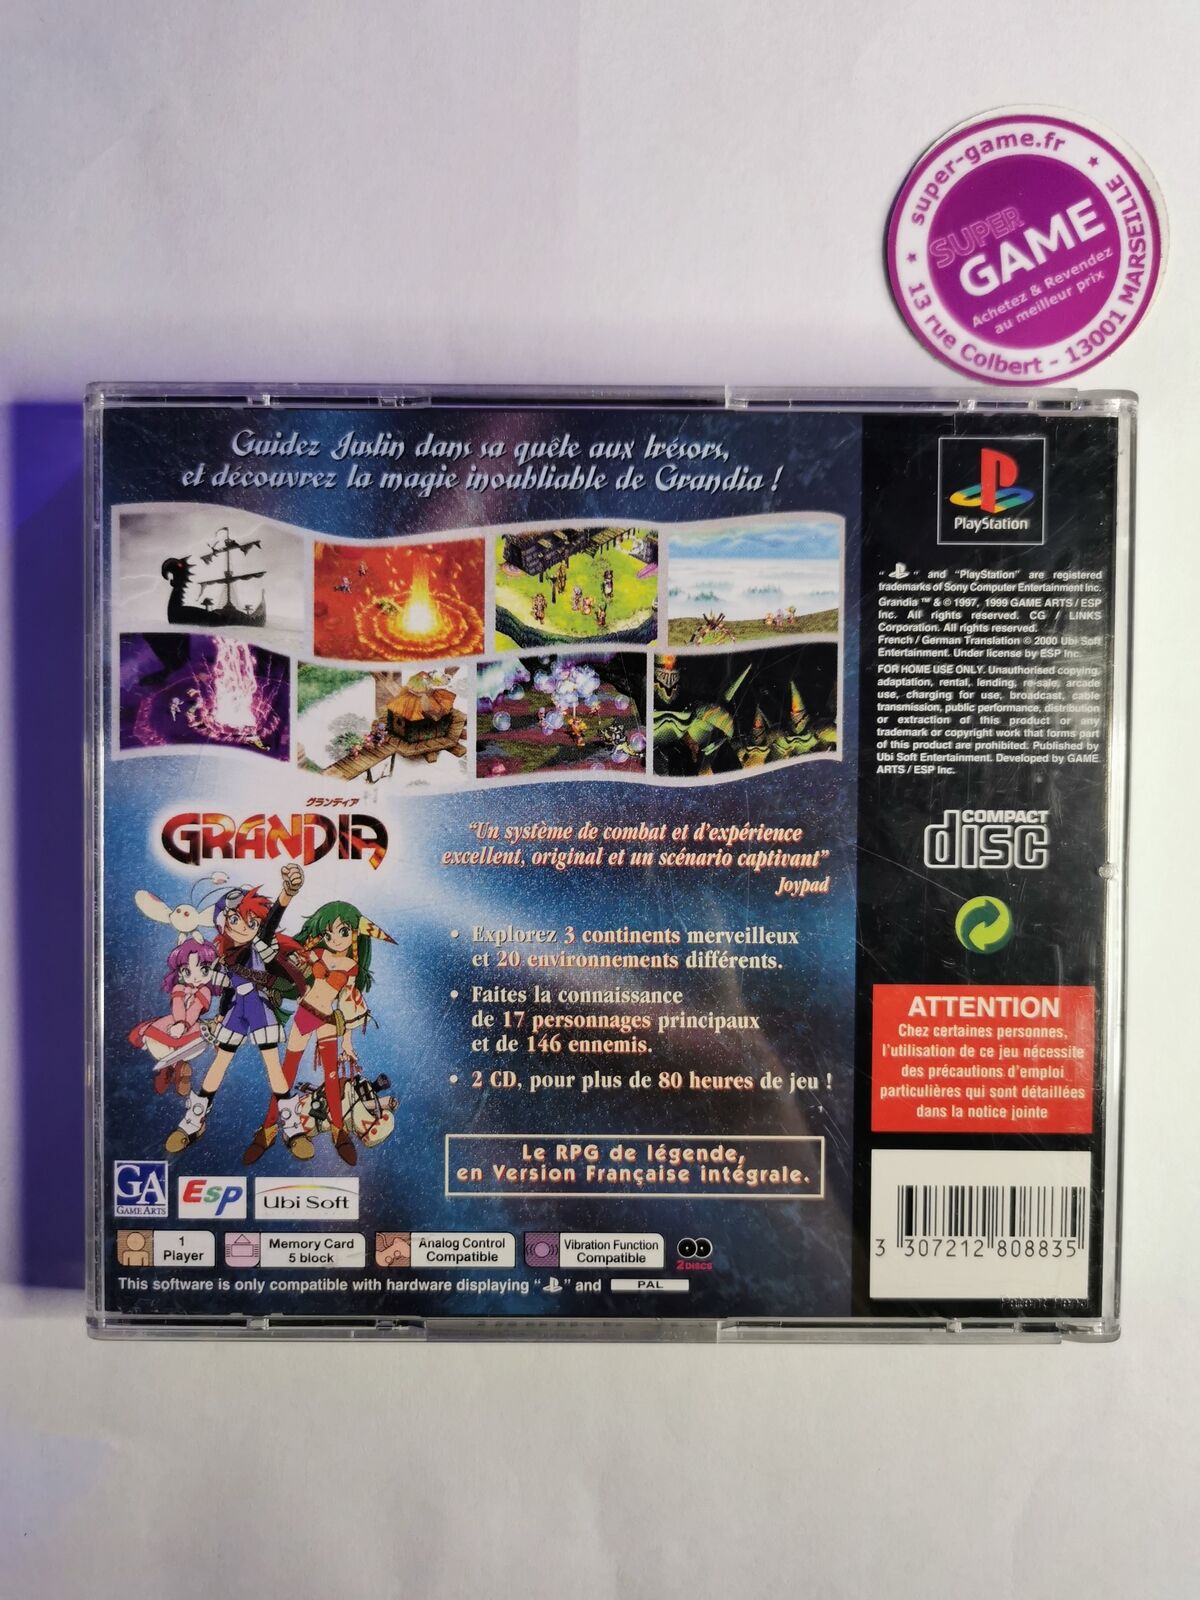 super-game.fr
SUPER
GAME
Achetez & Revendez
au meilleur prix
13 rue Colbert - 13001 MARSEILLE
Guidez Justin dans sa quête aux trésors,
et découvrez la magie inoubliable de Grandia !
PlayStation
" " and "PlayStation" are registered
trademarks of Sony Computer Entertainment Inc.
Grandia ™ & © 1997, 1999 GAME ARTS / ESP
Inc. All rights reserved. CG / LINKS
Corporation. All rights reserved.
French / German Translation © 2000 Ubi Soft
Entertainment. Under license by ESP Inc.
FOR HOME USE ONLY. Unauthorised copying,
adaptation, rental, lending, re-sale, arcade
use, charging for use, broadcast, cable
transmission, public performance, distribution
or extraction of this product or any
trademark or copyright work that forms part
of this product are prohibited. Published by
Ubi Soft Entertainment. Developed by GAME
ARTS / ESP Inc.
グランディア
GRANDIA
"Un système de combat et d'expérience
excellent, original et un scénario captivant"
Joypad
• Explorez 3 continents merveilleux
et 20 environnements différents.
• Faites la connaissance
de 17 personnages principaux
et de 146 ennemis.
• 2 CD, pour plus de 80 heures de jeu !
Le RPG de légende,
en Version Française intégrale.
COMPACT
disc
ATTENTION
Chez certaines personnes,
l'utilisation de ce jeu nécessite
des précautions d'emploi
particulières qui sont détaillées
dans la notice jointe
3 307212 808835
GA
GAME ARTS
ESP
Ubi Soft
1
Player
Memory Card
5 block
Analog Control
Compatible
Vibration Function
Compatible
2 DISCS
This software is only compatible with hardware displaying " " and PAL